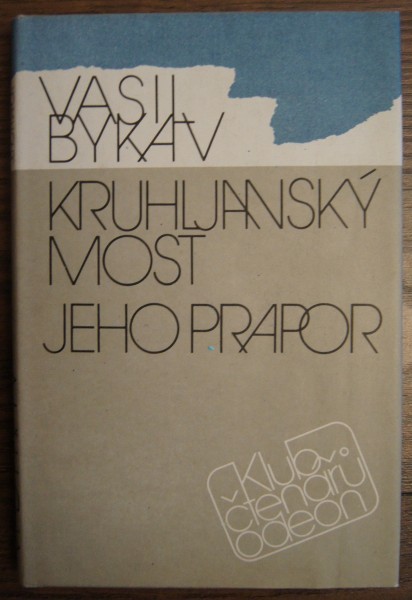 VASIL
BYKAV
KRUHLJANSKÝ
MOST
JEHO PRAPOR
Klub
čtenářů
odeon